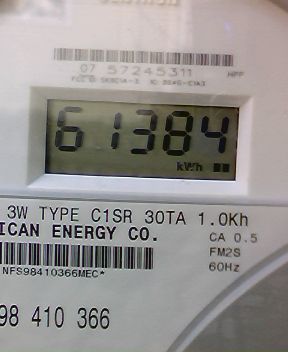 07 57245311 HPP
61384
kWh
3W TYPE C1SR 30TA 1.0Kh
ICAN ENERGY CO.
CA 0.5
FM2S
NFS98410366MEC*
60Hz
98 410 366